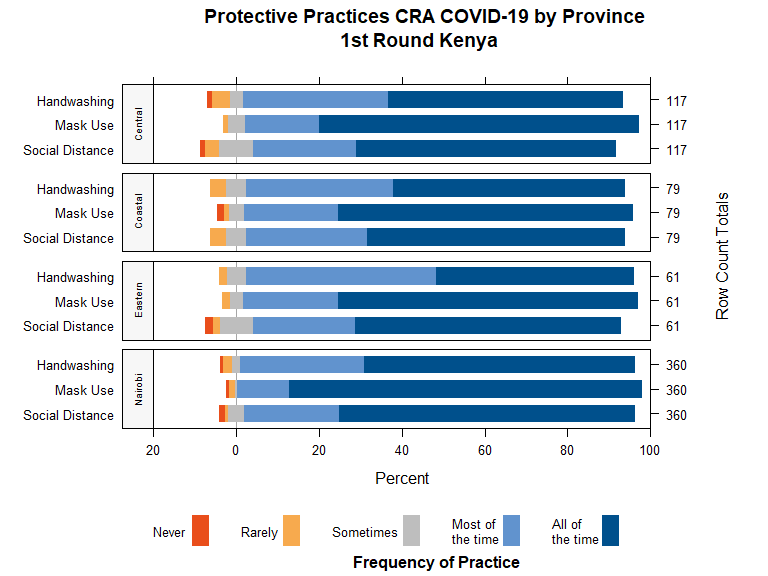 Protective Practices CRA COVID-19 by Province
1st Round Kenya
Central
Handwashing 117
Mask Use 117
Social Distance 117
Coastal
Handwashing 79
Mask Use 79
Social Distance 79
Eastern
Handwashing 61
Mask Use 61
Social Distance 61
Nairobi
Handwashing 360
Mask Use 360
Social Distance 360
Row Count Totals
20 0 20 40 60 80 100
Percent
Never Rarely Sometimes Most of the time All of the time
Frequency of Practice